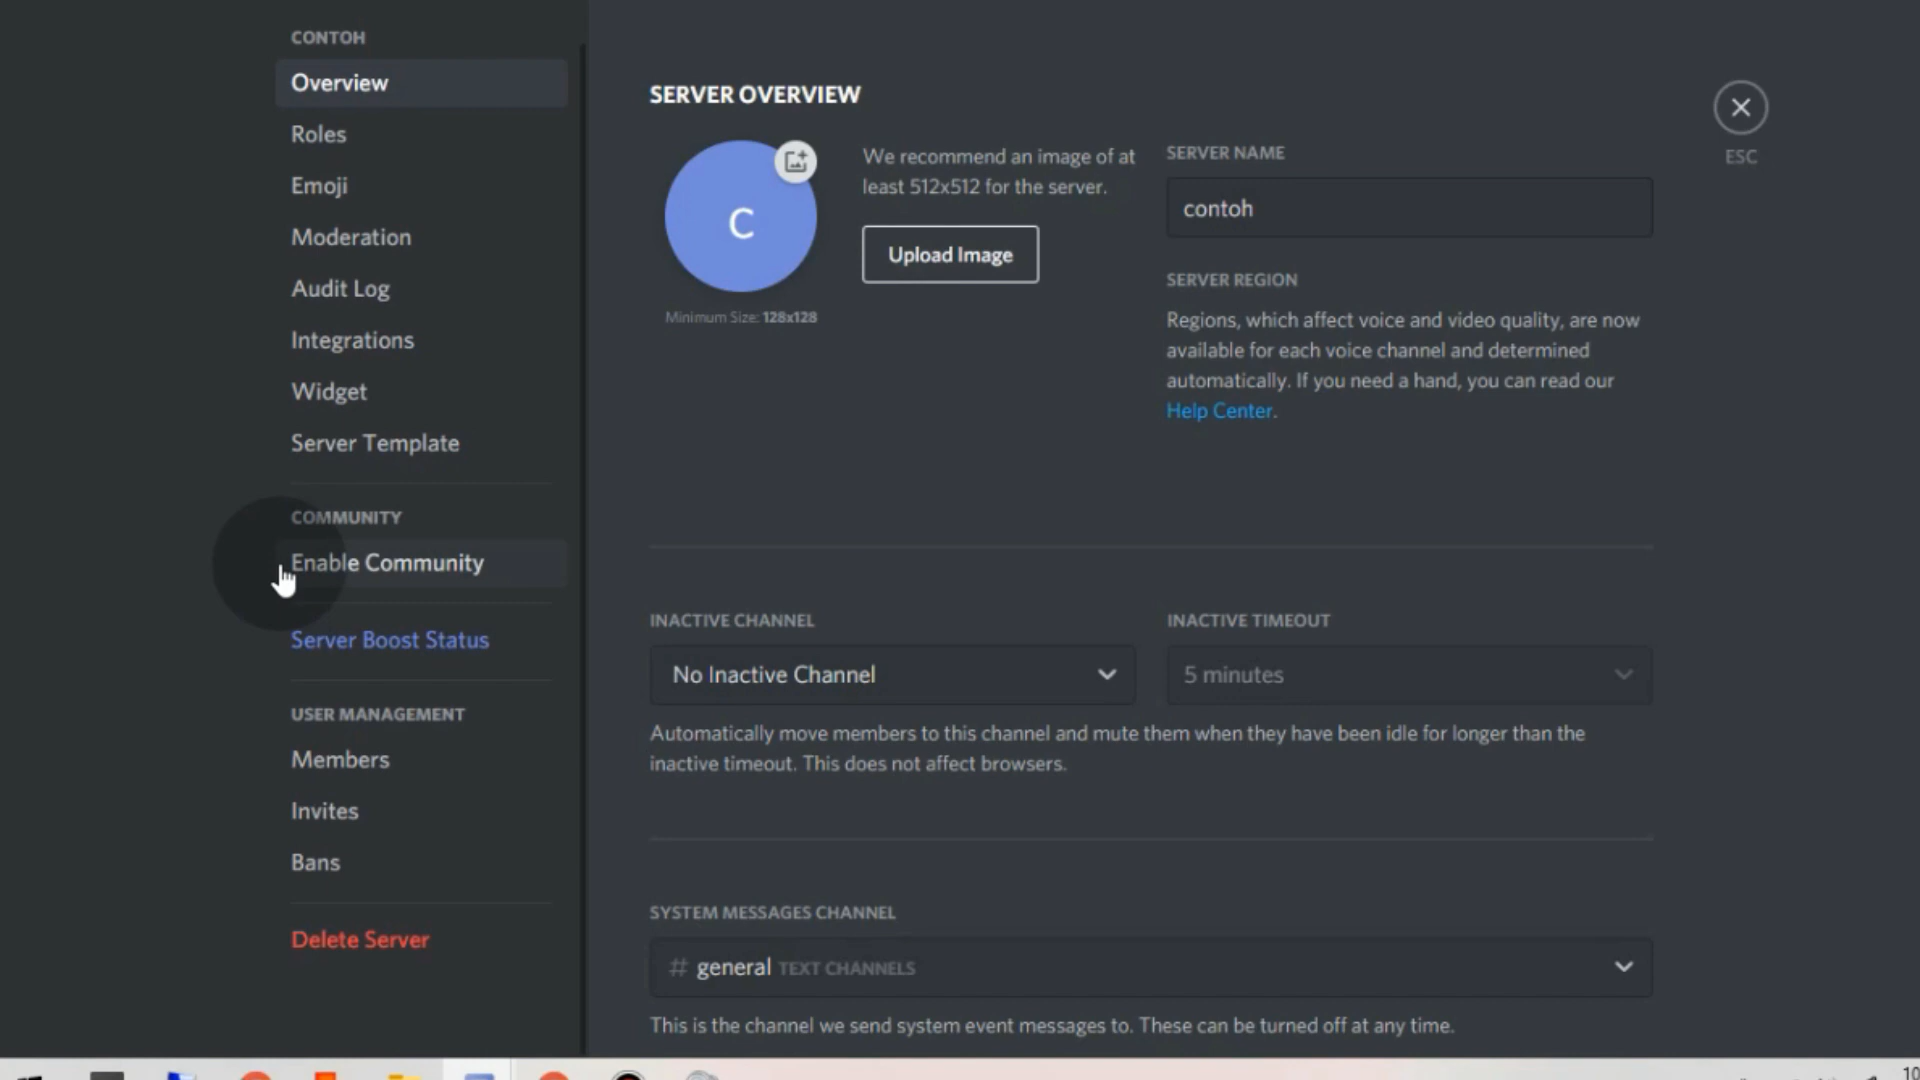 CONTOH
Overview
Roles
Emoji
Moderation
Audit Log
Integrations
Widget
Server Template
COMMUNITY
Enable Community
Server Boost Status
USER MANAGEMENT
Members
Invites
Bans
Delete Server
SERVER OVERVIEW
C
Minimum Size: 128x128
We recommend an image of at
least 512x512 for the server.
Upload Image
SERVER NAME
contoh
SERVER REGION
Regions, which affect voice and video quality, are now
available for each voice channel and determined
automatically. If you need a hand, you can read our
Help Center.
ESC
INACTIVE CHANNEL
No Inactive Channel
INACTIVE TIMEOUT
5 minutes
Automatically move members to this channel and mute them when they have been idle for longer than the
inactive timeout. This does not affect browsers.
SYSTEM MESSAGES CHANNEL
# general TEXT CHANNELS
This is the channel we send system event messages to. These can be turned off at any time.